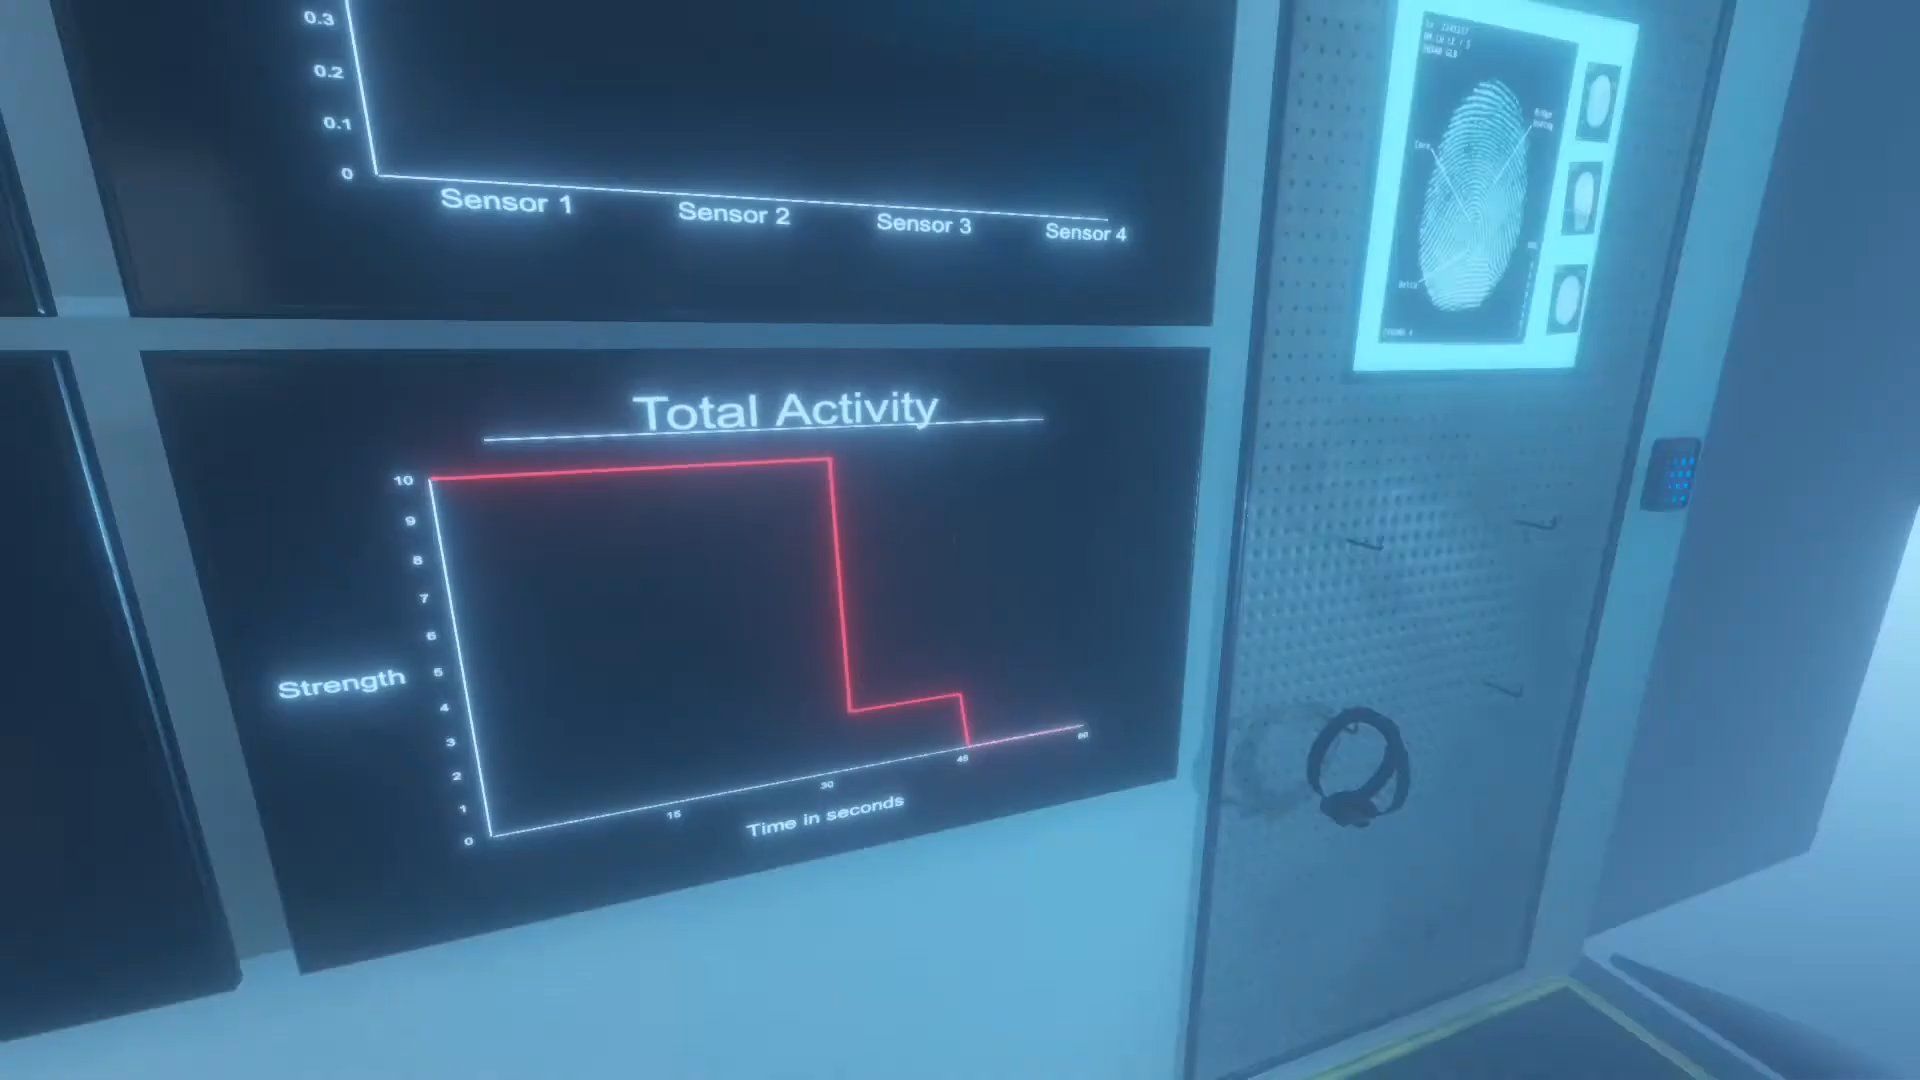 0.3
0.2
0.1
0
Sensor 1
Sensor 2
Sensor 3
Sensor 4
Total Activity
10
9
8
7
6
5
4
3
2
1
0
Strength
15
30
45
60
Time in seconds